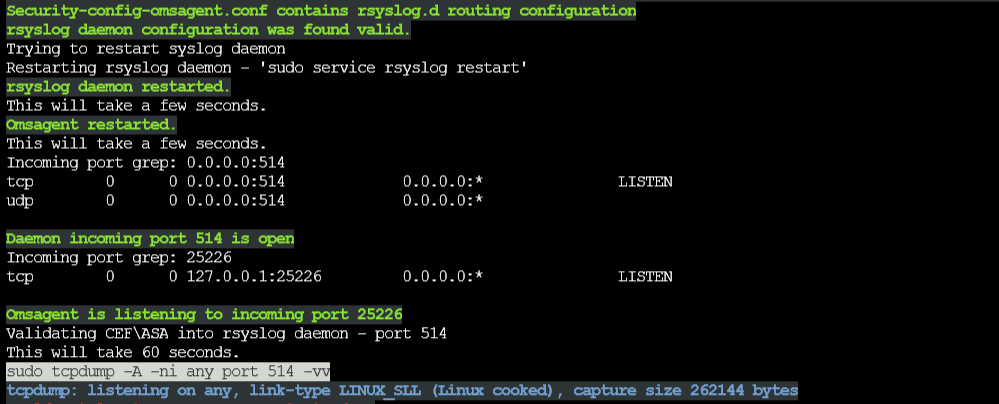 Security-config-omsagent.conf contains rsyslog.d routing configuration
rsyslog daemon configuration was found valid.
Trying to restart syslog daemon
Restarting rsyslog daemon - 'sudo service rsyslog restart'
rsyslog daemon restarted.
This will take a few seconds.
Omsagent restarted.
This will take a few seconds.
Incoming port grep: 0.0.0.0:514
tcp 0 0 0.0.0.0:514 0.0.0.0:* LISTEN
udp 0 0 0.0.0.0:514 0.0.0.0:*
Daemon incoming port 514 is open
Incoming port grep: 25226
tcp 0 0 127.0.0.1:25226 0.0.0.0:* LISTEN
Omsagent is listening to incoming port 25226
Validating CEF\ASA into rsyslog daemon - port 514
This will take 60 seconds.
sudo tcpdump -A -ni any port 514 -vv
tcpdump: listening on any, link-type LINUX_SLL (Linux cooked), capture size 262144 bytes